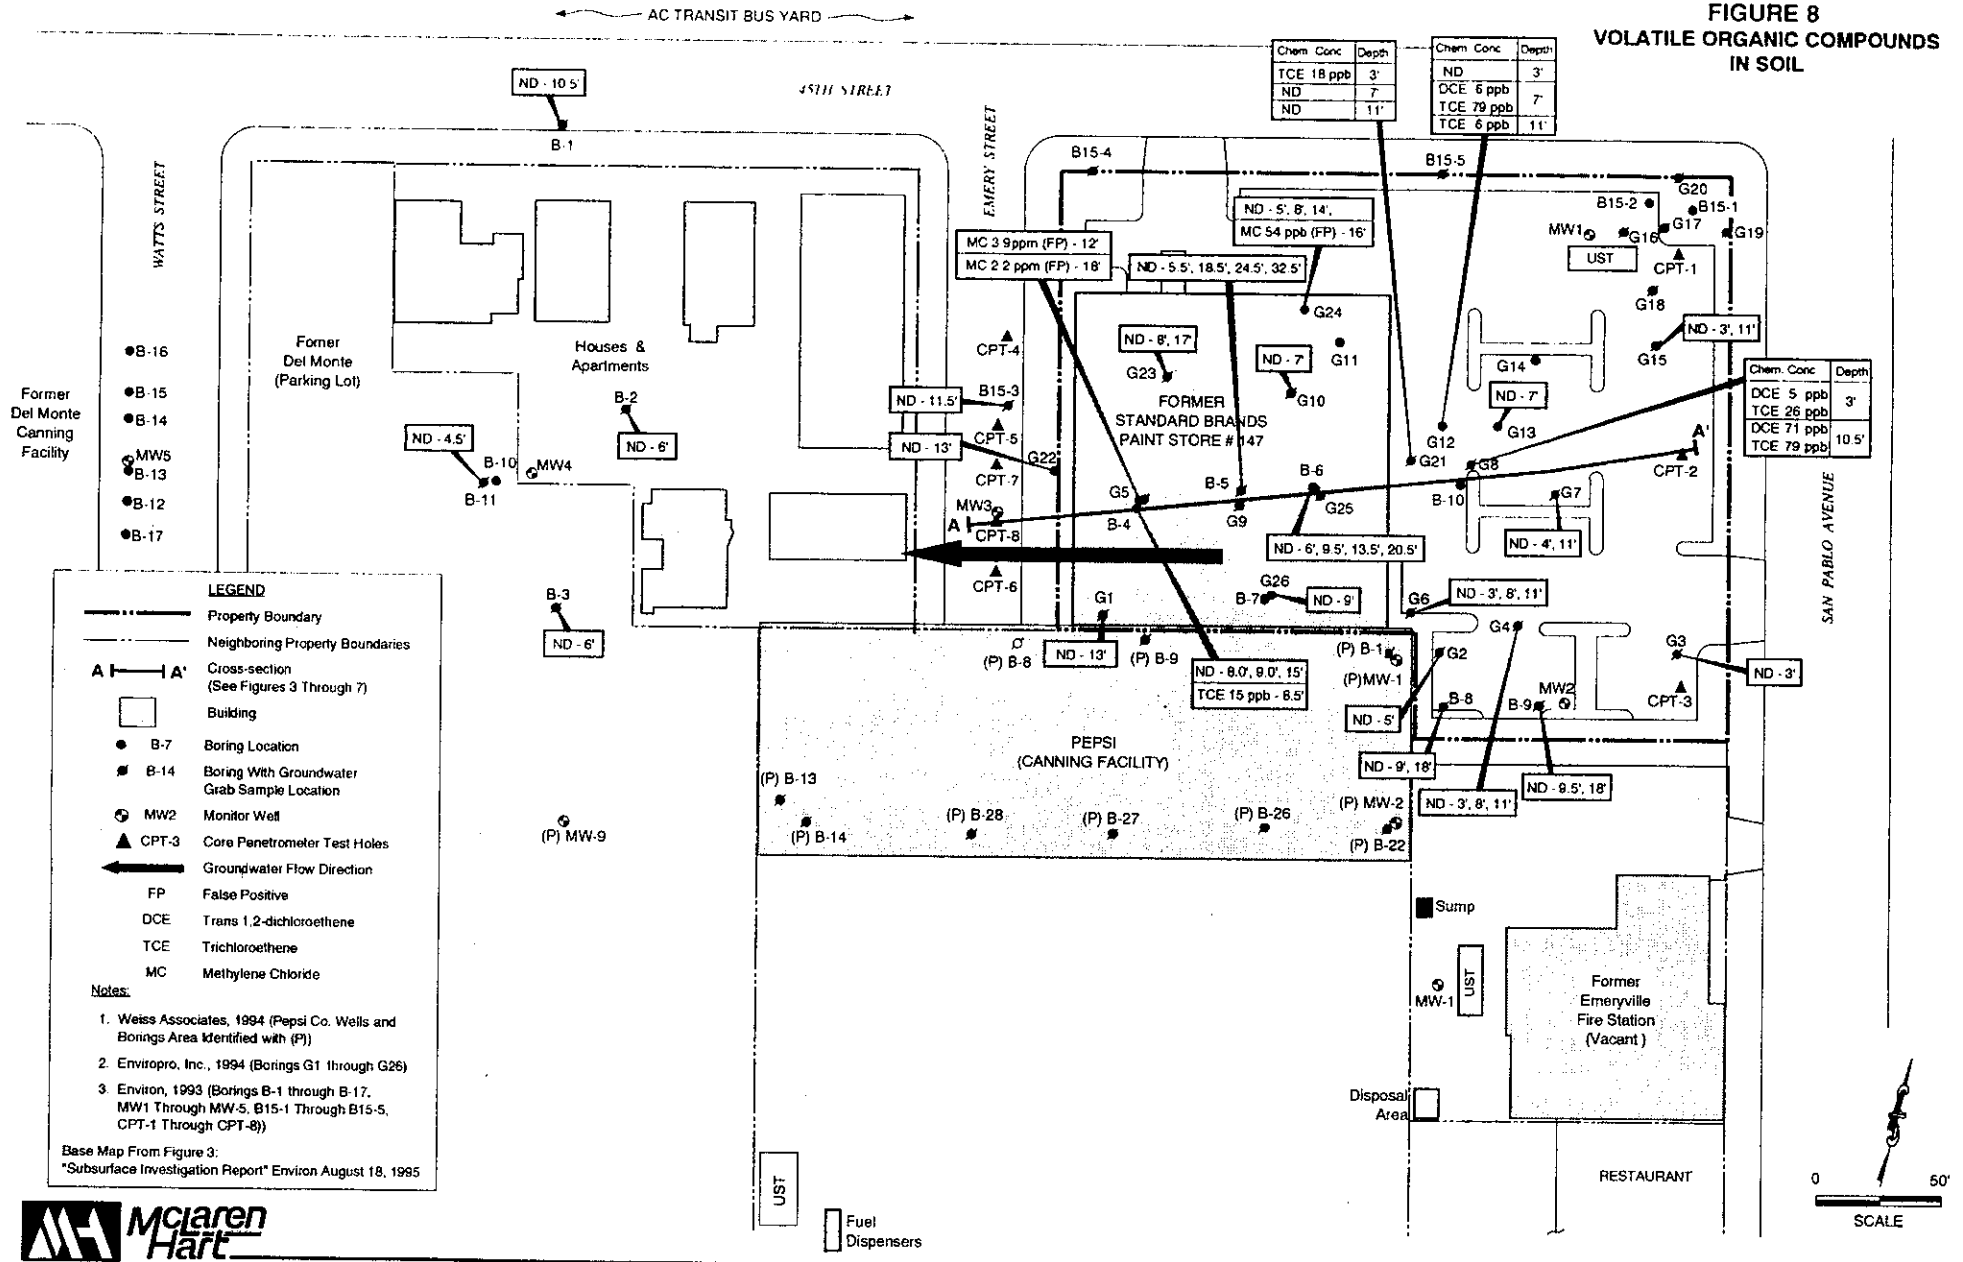 FIGURE 8
VOLATILE ORGANIC COMPOUNDS
IN SOIL
AC TRANSIT BUS YARD
45TH STREET
WATTS STREET
EMERY STREET
SAN PABLO AVENUE
ND - 10 5'
B-1
Chem Conc Depth
TCE 18 ppb 3'
ND 7'
ND 11'
Chem Conc Depth
ND 3'
DCE 6 ppb
TCE 79 ppb 7'
TCE 6 ppb 11'
B15-4
B15-5
G20
B15-2
B15-1
G17
G16
G19
MW1
UST
CPT-1
G18
ND - 3', 11'
G15
ND - 5', 8', 14',
MC 54 ppb (FP) - 16'
MC 3 9ppm (FP) - 12'
MC 2 2 ppm (FP) - 18'
ND - 5.5', 18.5', 24.5', 32.5'
G24
G11
ND - 8', 17'
G23
ND - 7'
G10
G14
ND - 7'
G13
G12
G21
G8
Chem. Conc Depth
DCE 5 ppb
TCE 26 ppb 3'
DCE 71 ppb
TCE 79 ppb 10.5'
A'
CPT-2
FORMER
STANDARD BRANDS
PAINT STORE # 147
CPT-4
B15-3
ND - 11.5'
CPT-5
ND - 13'
G22
CPT-7
MW3
A
CPT-8
CPT-6
G5
B-4
B-5
G9
B-6
G25
B-10
G7
ND - 4', 11'
ND - 6', 9.5', 13.5', 20.5'
G26
B-7
ND - 9'
G1
ND - 13'
G6
ND - 3', 8', 11'
G4
G2
G3
ND - 3'
CPT-3
MW2
B-9
B-8
ND - 5'
ND - 9', 18'
ND - 3', 8', 11'
ND - 9.5', 18'
ND - 8.0', 9.0', 15'
TCE 15 ppb - 8.5'
(P) B-8
(P) B-9
(P) B-1
(P)MW-1
PEPSI
(CANNING FACILITY)
(P) B-13
(P) B-14
(P) B-28
(P) B-27
(P) B-26
(P) MW-2
(P) B-22
(P) MW-9
Former
Del Monte
Canning
Facility
B-16
B-15
B-14
MW5
B-13
B-12
B-17
Fomer
Del Monte
(Parking Lot)
Houses &
Apartments
B-2
ND - 6'
ND - 4.5'
B-10
B-11
MW4
B-3
ND - 6'
LEGEND
Property Boundary
Neighboring Property Boundaries
A A' Cross-section
(See Figures 3 Through 7)
Building
B-7 Boring Location
B-14 Boring With Groundwater
Grab Sample Location
MW2 Monitor Well
CPT-3 Core Penetrometer Test Holes
Groundwater Flow Direction
FP False Positive
DCE Trans 1,2-dichloroethene
TCE Trichloroethene
MC Methylene Chloride
Notes:
1. Weiss Associates, 1994 (Pepsi Co. Wells and
Borings Area Identified with (P))
2. Enviropro, Inc., 1994 (Borings G1 through G26)
3. Environ, 1993 (Borings B-1 through B-17,
MW1 Through MW-5, B15-1 Through B15-5,
CPT-1 Through CPT-8))
Base Map From Figure 3:
"Subsurface Investigation Report" Environ August 18, 1995
McLaren
Hart
UST
Fuel
Dispensers
Sump
UST
MW-1
Disposal
Area
Former
Emeryville
Fire Station
(Vacant )
RESTAURANT
0 50'
SCALE